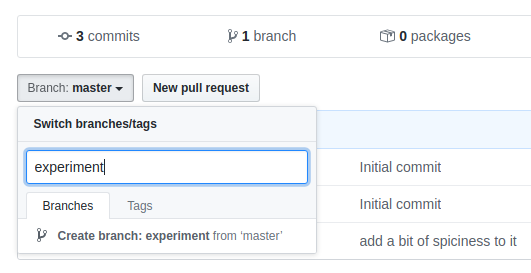 3 commits 1 branch 0 packages
Branch: master New pull request
Switch branches/tags
experiment
Branches Tags
Initial commit
Initial commit
Create branch: experiment from ‘master’
add a bit of spiciness to it